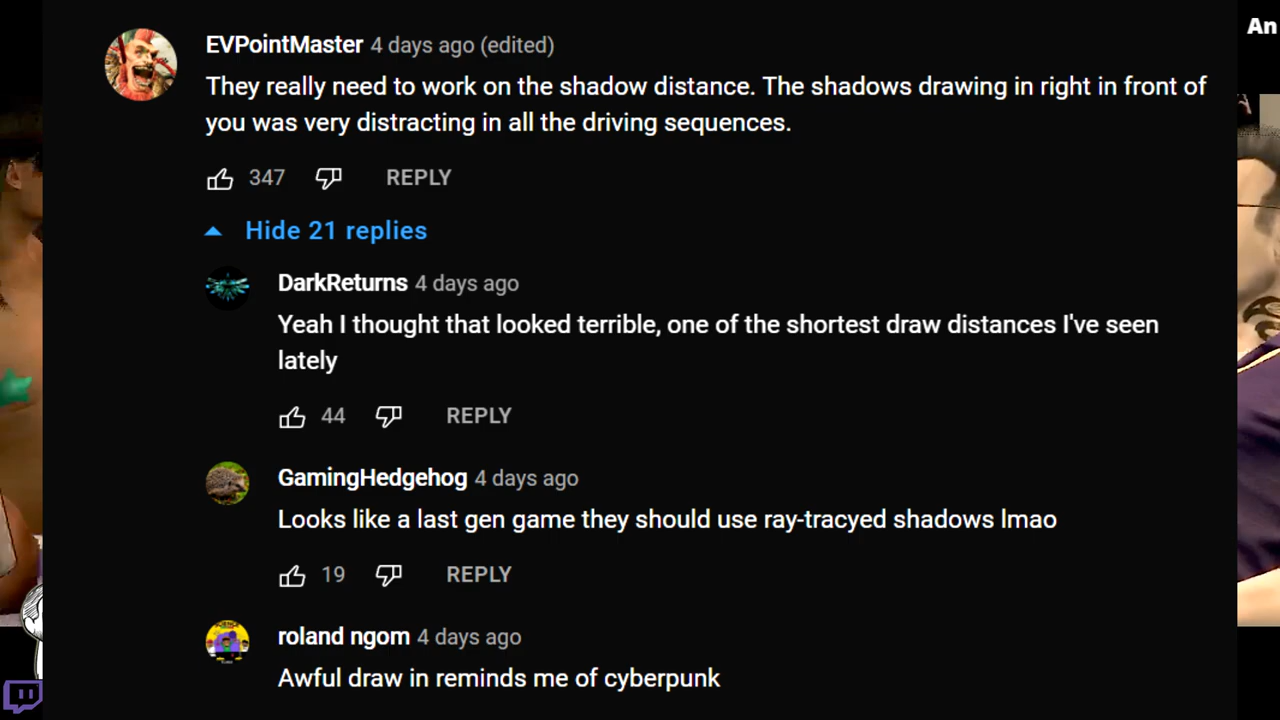 An
EVPointMaster 4 days ago (edited)
They really need to work on the shadow distance. The shadows drawing in right in front of
you was very distracting in all the driving sequences.
347 REPLY
Hide 21 replies
DarkReturns 4 days ago
Yeah I thought that looked terrible, one of the shortest draw distances I've seen
lately
44 REPLY
GamingHedgehog 4 days ago
Looks like a last gen game they should use ray-tracyed shadows lmao
19 REPLY
roland ngom 4 days ago
Awful draw in reminds me of cyberpunk